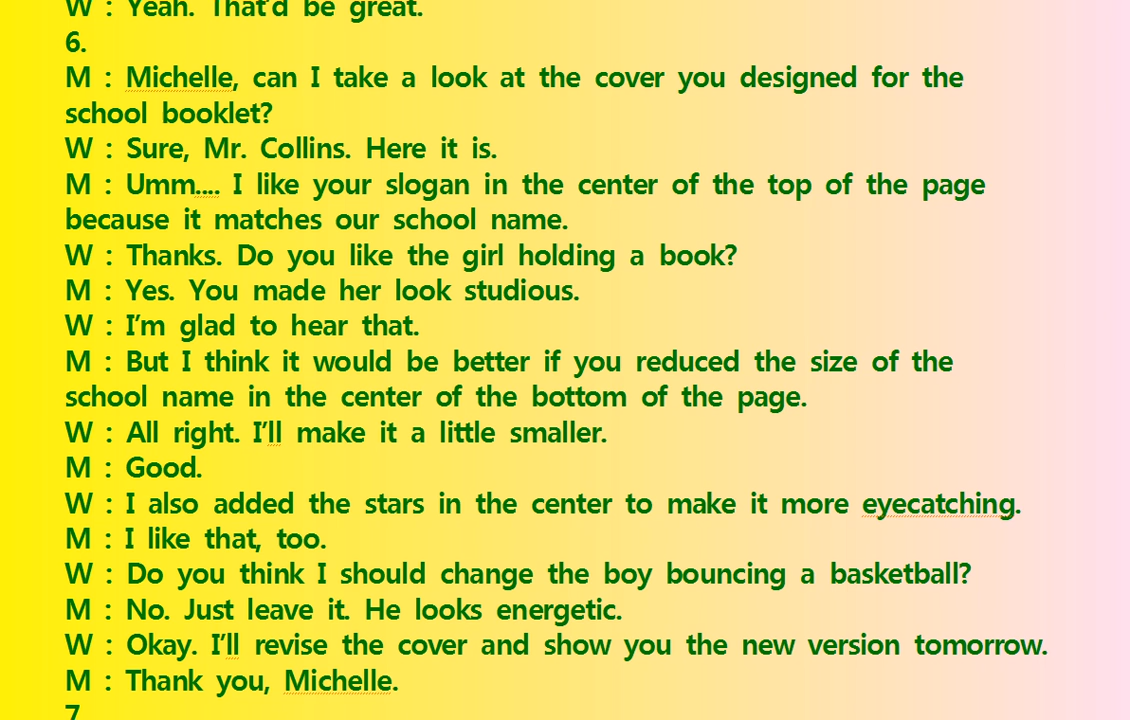 W : Yeah. That'd be great.
6.
M : Michelle, can I take a look at the cover you designed for the
school booklet?
W : Sure, Mr. Collins. Here it is.
M : Umm.... I like your slogan in the center of the top of the page
because it matches our school name.
W : Thanks. Do you like the girl holding a book?
M : Yes. You made her look studious.
W : I'm glad to hear that.
M : But I think it would be better if you reduced the size of the
school name in the center of the bottom of the page.
W : All right. I'll make it a little smaller.
M : Good.
W : I also added the stars in the center to make it more eyecatching.
M : I like that, too.
W : Do you think I should change the boy bouncing a basketball?
M : No. Just leave it. He looks energetic.
W : Okay. I'll revise the cover and show you the new version tomorrow.
M : Thank you, Michelle.
7